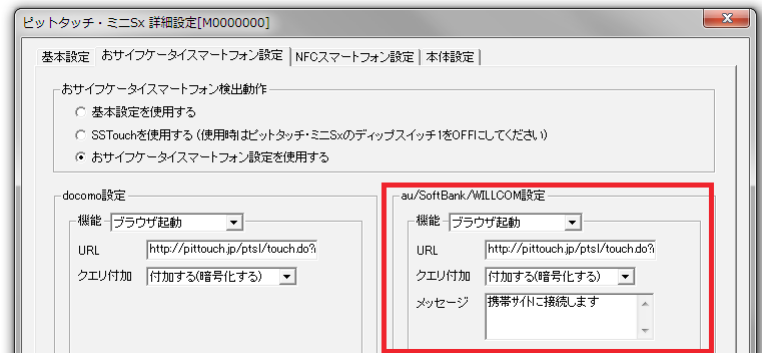 ピットタッチ・ミニSx 詳細設定[M0000000]
基本設定 おサイフケータイスマートフォン設定 NFCスマートフォン設定 本体設定
おサイフケータイスマートフォン検出動作
基本設定を使用する
SSTouchを使用する (使用時はピットタッチ・ミニSxのディップスイッチ1をOFFにしてください)
おサイフケータイスマートフォン設定を使用する
docomo設定
機能 ブラウザ起動
URL http://pittouch.jp/ptsl/touch.do?
クエリ付加 付加する(暗号化する)
au/SoftBank/WILLCOM設定
機能 ブラウザ起動
URL http://pittouch.jp/ptsl/touch.do?
クエリ付加 付加する(暗号化する)
メッセージ 携帯サイトに接続します